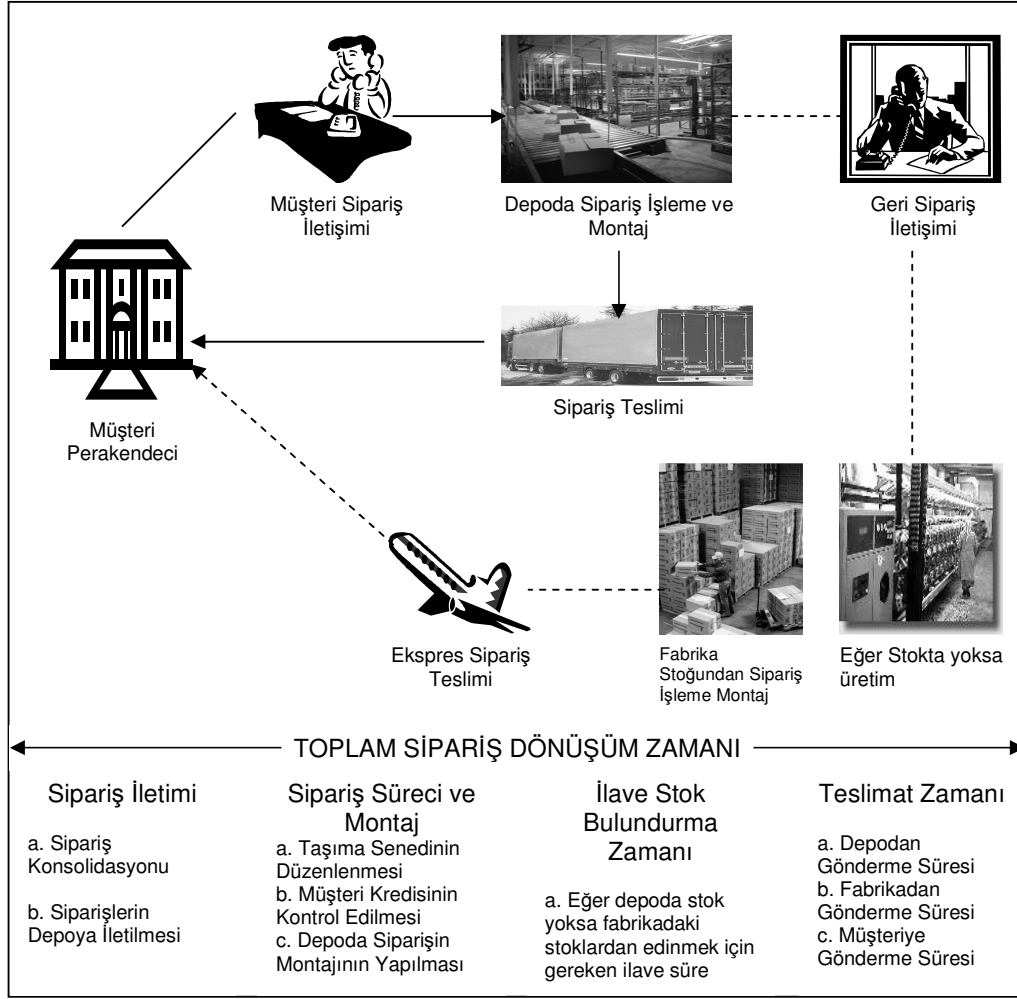 Müşteri Sipariş
İletişimi
Depoda Sipariş İşleme ve
Montaj
Geri Sipariş
İletişimi
Müşteri
Perakendeci
Sipariş Teslimi
Ekspres Sipariş
Teslimi
Fabrika
Stoğundan Sipariş
İşleme Montaj
Eğer Stokta yoksa
üretim
TOPLAM SİPARİŞ DÖNÜŞÜM ZAMANI
Sipariş İletimi
a. Sipariş
Konsolidasyonu
b. Siparişlerin
Depoya İletilmesi
Sipariş Süreci ve
Montaj
a. Taşıma Senedinin
Düzenlenmesi
b. Müşteri Kredisinin
Kontrol Edilmesi
c. Depoda Siparişin
Montajının Yapılması
İlave Stok
Bulundurma
Zamanı
a. Eğer depoda stok
yoksa fabrikadaki
stoklardan edinmek için
gereken ilave süre
Teslimat Zamanı
a. Depodan
Gönderme Süresi
b. Fabrikadan
Gönderme Süresi
c. Müşteriye
Gönderme Süresi